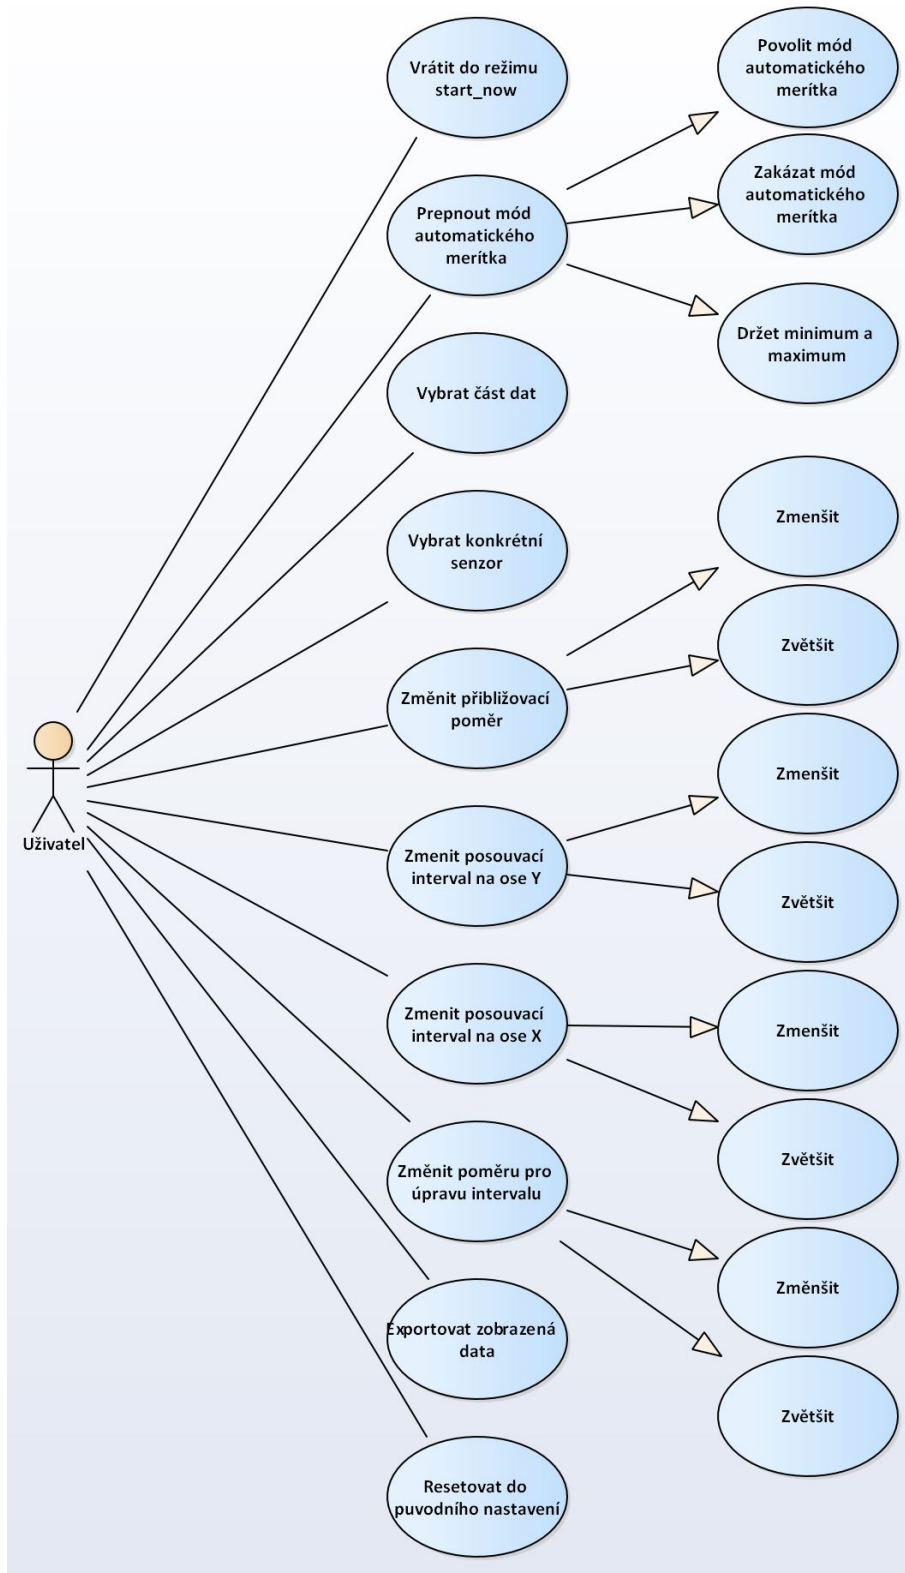 Vrátit do režimu
start_now
Prepnout mód
automatického
merítka
Vybrat část dat
Vybrat konkrétní
senzor
Změnit přibližovací
poměr
Zmenit posouvací
interval na ose Y
Zmenit posouvací
interval na ose X
Změnit poměru pro
úpravu intervalu
Exportovat zobrazená
data
Resetovat do
puvodního nastavení
Uživatel
Povolit mód
automatického
merítka
Zakázat mód
automatického
merítka
Držet minimum a
maximum
Zmenšit
Zvětšit
Zmenšit
Zvětšit
Zmenšit
Zvětšit
Změnšit
Zvětšit